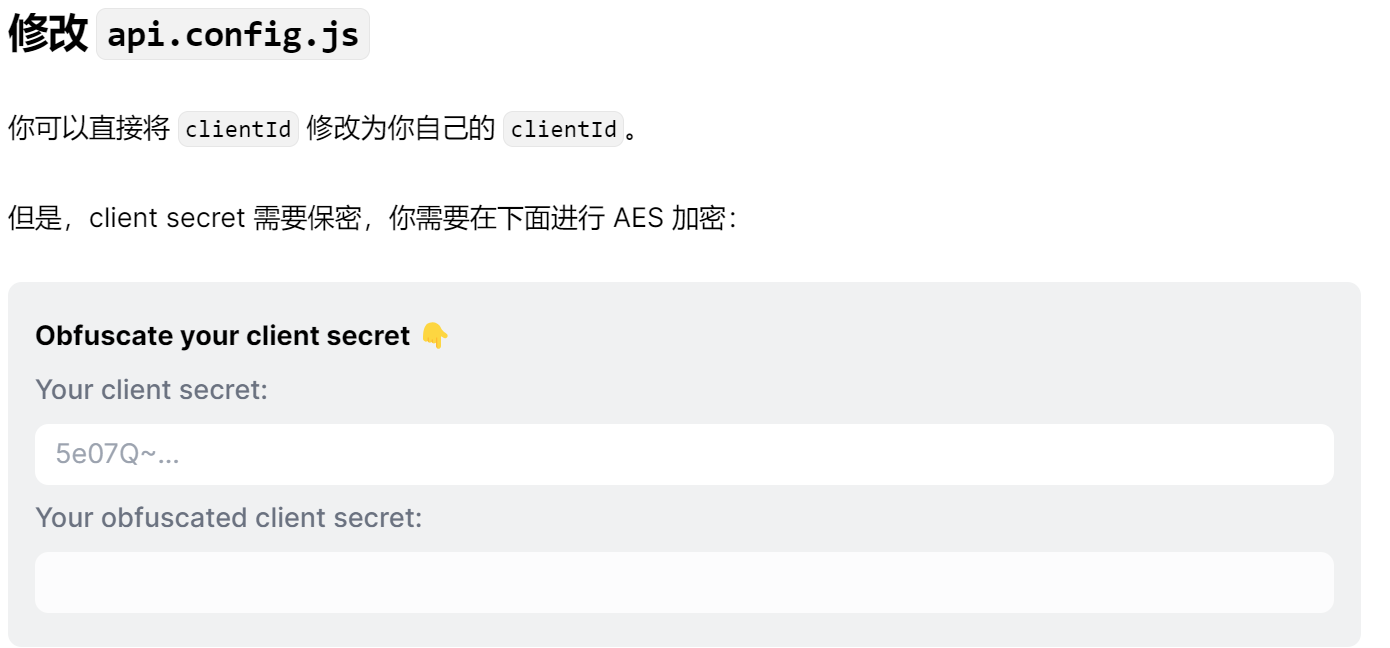 修改 api.config.js
你可以直接将 clientId 修改为你自己的 clientId。
但是，client secret 需要保密，你需要在下面进行 AES 加密：
Obfuscate your client secret 👇
Your client secret:
5e07Q~...
Your obfuscated client secret: